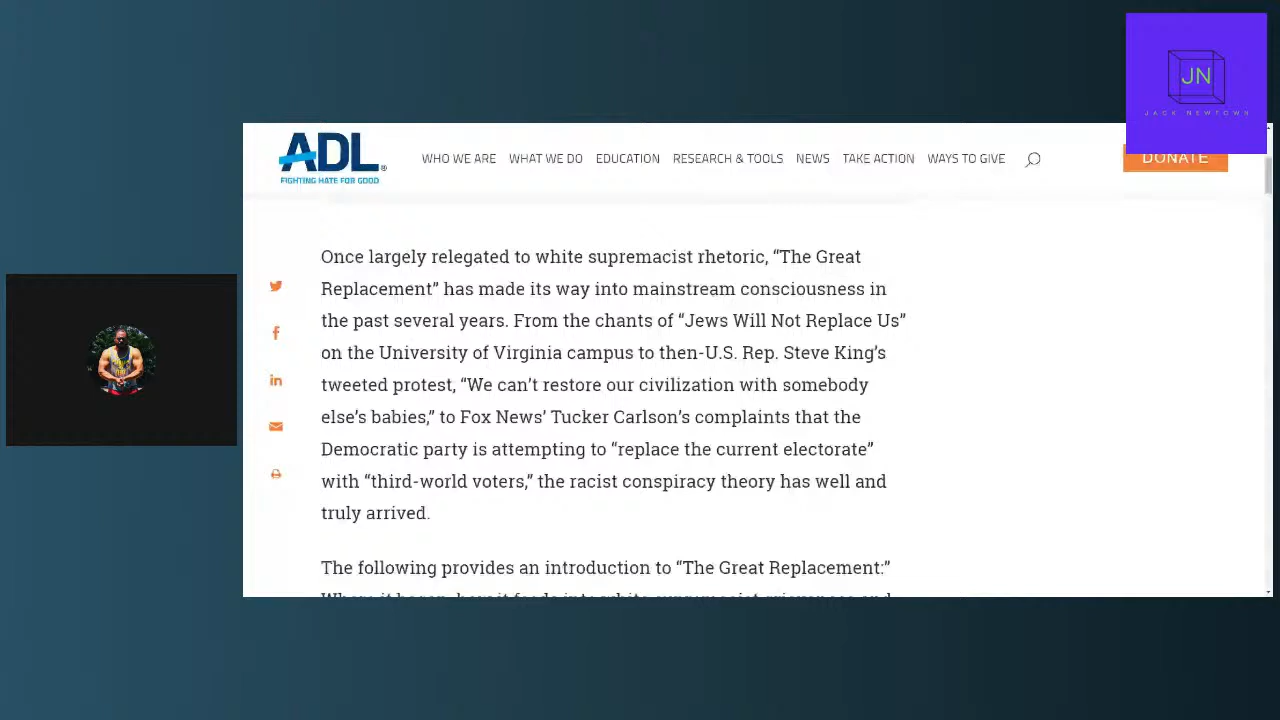 JN
JACK NEWTOWN
ADL®
FIGHTING HATE FOR GOOD
WHO WE ARE WHAT WE DO EDUCATION RESEARCH & TOOLS NEWS TAKE ACTION WAYS TO GIVE
DONATE
Once largely relegated to white supremacist rhetoric, “The Great
Replacement” has made its way into mainstream consciousness in
the past several years. From the chants of “Jews Will Not Replace Us”
on the University of Virginia campus to then-U.S. Rep. Steve King’s
tweeted protest, “We can’t restore our civilization with somebody
else’s babies,” to Fox News’ Tucker Carlson’s complaints that the
Democratic party is attempting to “replace the current electorate”
with “third-world voters,” the racist conspiracy theory has well and
truly arrived.
The following provides an introduction to “The Great Replacement:”